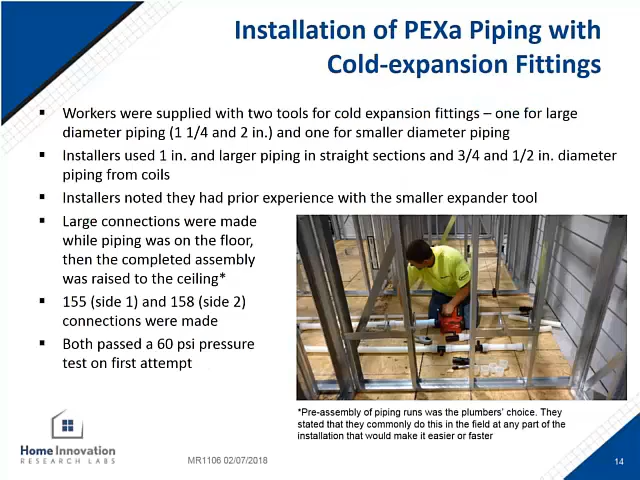 Installation of PEXa Piping with
Cold-expansion Fittings
▪ Workers were supplied with two tools for cold expansion fittings – one for large
diameter piping (1 1/4 and 2 in.) and one for smaller diameter piping
▪ Installers used 1 in. and larger piping in straight sections and 3/4 and 1/2 in. diameter
piping from coils
▪ Installers noted they had prior experience with the smaller expander tool
▪ Large connections were made
while piping was on the floor,
then the completed assembly
was raised to the ceiling*
▪ 155 (side 1) and 158 (side 2)
connections were made
▪ Both passed a 60 psi pressure
test on first attempt
*Pre-assembly of piping runs was the plumbers' choice. They
stated that they commonly do this in the field at any part of the
installation that would make it easier or faster
Home Innovation
RESEARCH LABS
MR1106 02/07/2018
14